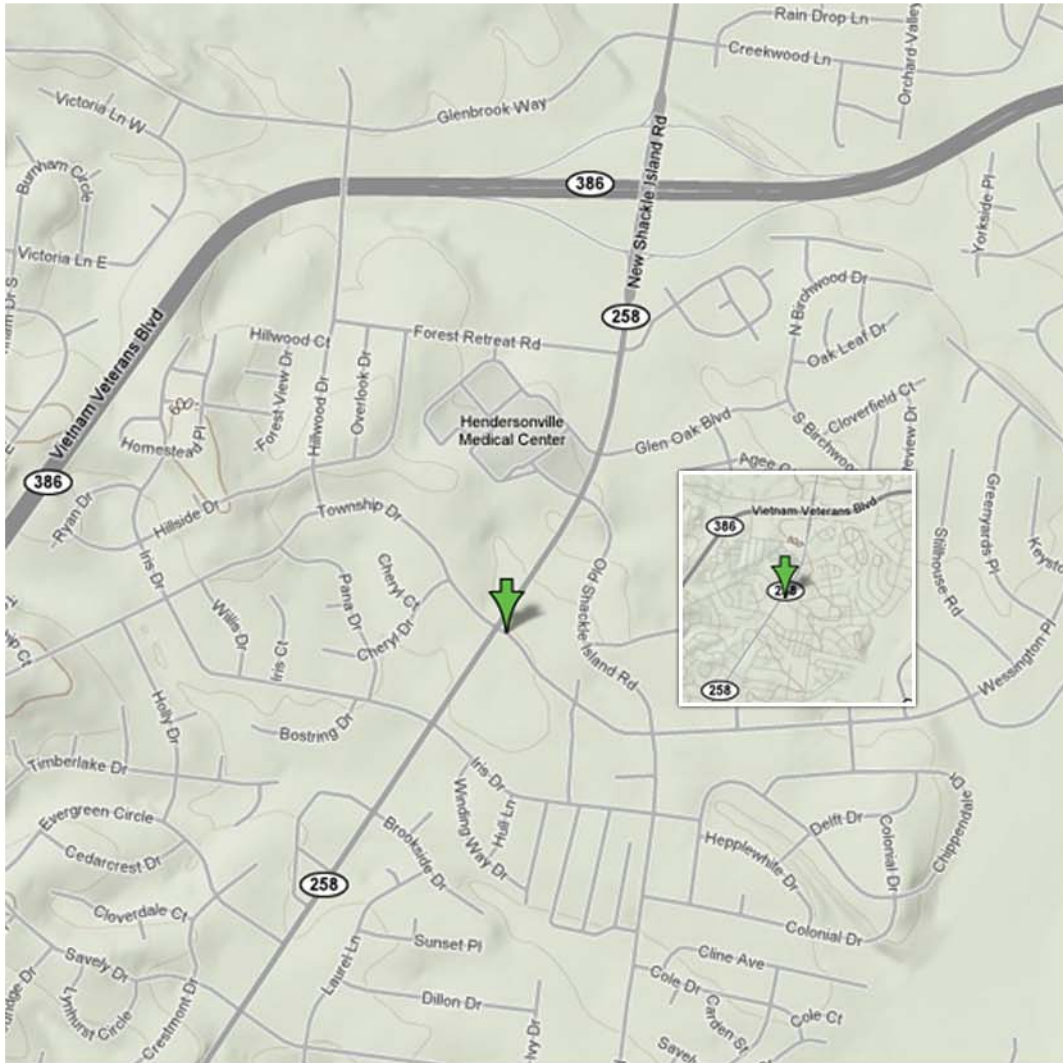 Rain Drop Ln
Creekwood Ln
Orchard Valley
Victoria Ln W
Glenbrook Way
Burnham Circle
386
New Shackle Island Rd
Yorkside Pl
Victoria Ln E
N Birchwood Dr
258
Vietnam Veterans Blvd
Hillwood Ct
Forest Retreat Rd
Oak Leaf Dr
Forest View Dr
Hillwood Dr
Overlook Dr
600
Hendersonville
Medical Center
Cloverfield Ct
Glen Oak Blvd
S Birchwood
Homestead Pl
Agee
386
Ryan Dr
Hillside Dr
Township Dr
Greenyards Pl
Stillhouse Rd
Keysto
386
Vietnam Veterans Blvd
258
258
Iris Dr
Cheryl Ct
Pana Dr
Old Shackle Island Rd
Willis Dr
Iris Ct
Cheryl Dr
Wessington Pl
Holly Dr
Bostring Dr
Timberlake Dr
Iris Dr
Winding Way Dr
Hull Ln
Evergreen Circle
Brookside Dr
Delft Dr
Colonial Dr
Chippendale Dr
Hepplewhite Dr
Cedarcrest Dr
258
Cloverdale Ct
Colonial Dr
Sunset Pl
Laurel Ln
Savely Dr
Cline Ave
Cole Dr
Dillon Dr
Lynhurst Circle
Crestmont Dr
Carden St
Cole Ct
Savely